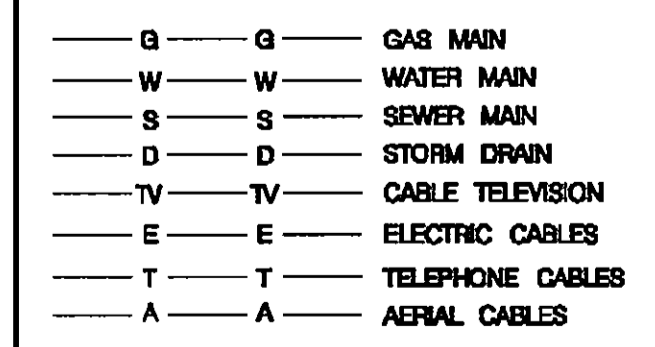 G G GAS MAIN
W W WATER MAIN
S S SEWER MAIN
D D STORM DRAIN
TV TV CABLE TELEVISION
E E ELECTRIC CABLES
T T TELEPHONE CABLES
A A AERIAL CABLES